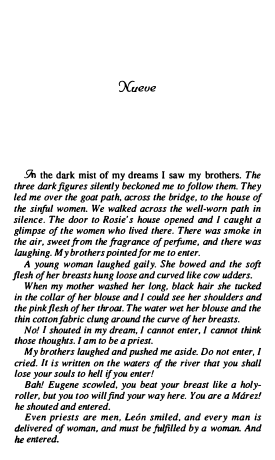 Nueve
In the dark mist of my dreams I saw my brothers. The
three dark figures silently beckoned me to follow them. They
led me over the goat path, across the bridge, to the house of
the sinful women. We walked across the well-worn path in
silence. The door to Rosie's house opened and I caught a
glimpse of the women who lived there. There was smoke in
the air, sweet from the fragrance of perfume, and there was
laughing. My brothers pointed for me to enter.
A young woman laughed gaily. She bowed and the soft
flesh of her breasts hung loose and curved like cow udders.
When my mother washed her long, black hair she tucked
in the collar of her blouse and I could see her shoulders and
the pink flesh of her throat. The water wet her blouse and the
thin cotton fabric clung around the curve of her breasts.
No! I shouted in my dream, I cannot enter, I cannot think
those thoughts. I am to be a priest.
My brothers laughed and pushed me aside. Do not enter, I
cried. It is written on the waters of the river that you shall
lose your souls to hell if you enter!
Bah! Eugene scowled, you beat your breast like a holy-
roller, but you too will find your way here. You are a Márez!
he shouted and entered.
Even priests are men, León smiled, and every man is
delivered of woman, and must be fulfilled by a woman. And
he entered.